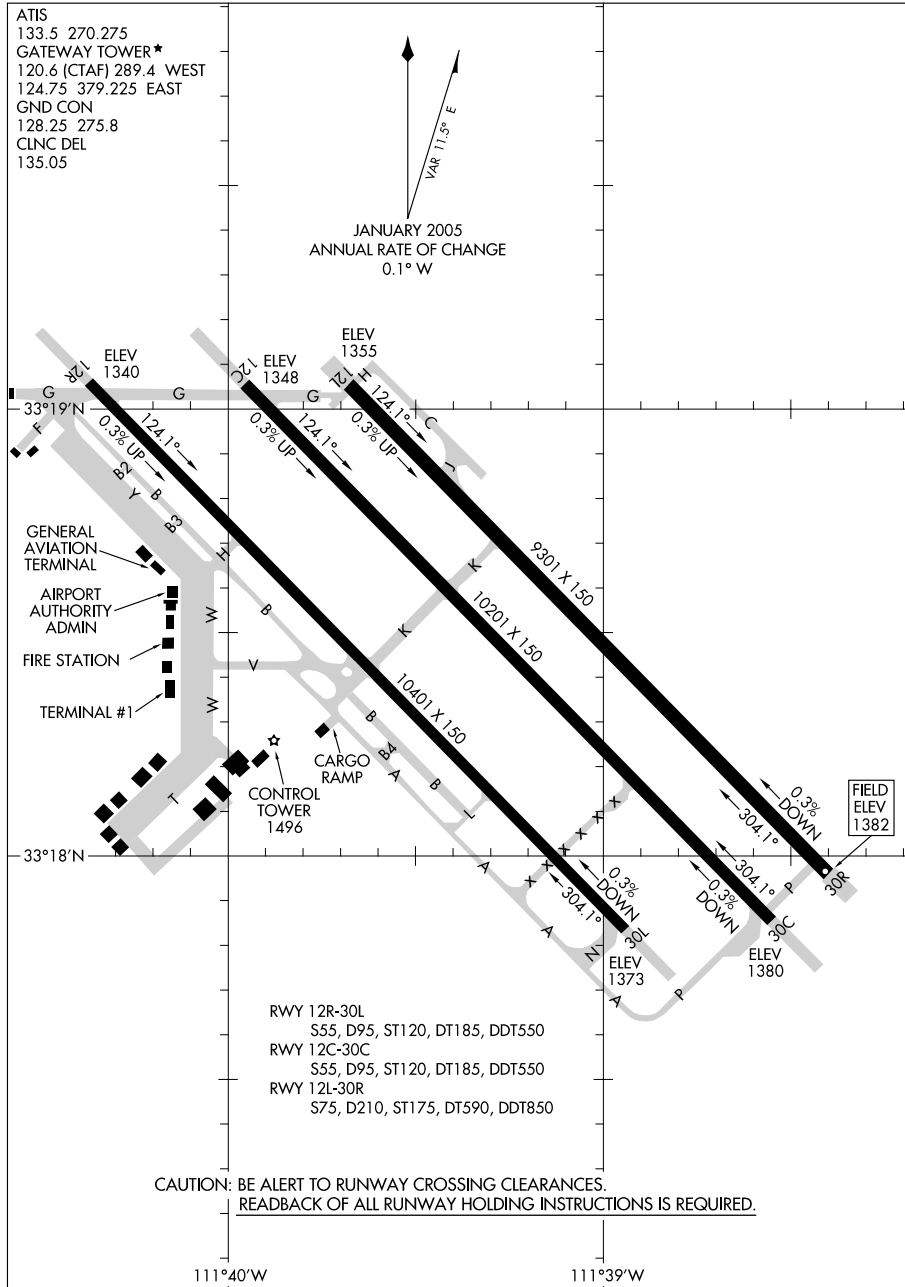 ATIS
133.5 270.275
GATEWAY TOWER
120.6 (CTAF) 289.4 WEST
124.75 379.225 EAST
GND CON
128.25 275.8
CLNC DEL
135.05
VAR 11.5° E
JANUARY 2005
ANNUAL RATE OF CHANGE
0.1° W
ELEV
1355
ELEV
1340
ELEV
1348
12R
12C
12L
H
G
G
G
33°19'N
F
124.1°
0.3% UP
124.1°
0.3% UP
124.1°
0.3% UP
C
J
B2
Y
B
B3
H
GENERAL
AVIATION
TERMINAL
AIRPORT
AUTHORITY
ADMIN
FIRE STATION
TERMINAL #1
W
W
V
B
K
K
9301 X 150
10201 X 150
10401 X 150
B
B4
A
B
L
CARGO
RAMP
CONTROL
TOWER
1496
T
33°18'N
A
X X X X X X
A
N
A
P
P
304.1°
0.3%
DOWN
304.1°
0.3%
DOWN
304.1°
0.3%
DOWN
FIELD
ELEV
1382
30R
30C
30L
ELEV
1373
ELEV
1380
RWY 12R-30L
S55, D95, ST120, DT185, DDT550
RWY 12C-30C
S55, D95, ST120, DT185, DDT550
RWY 12L-30R
S75, D210, ST175, DT590, DDT850
CAUTION: BE ALERT TO RUNWAY CROSSING CLEARANCES.
READBACK OF ALL RUNWAY HOLDING INSTRUCTIONS IS REQUIRED.
111°40'W
111°39'W